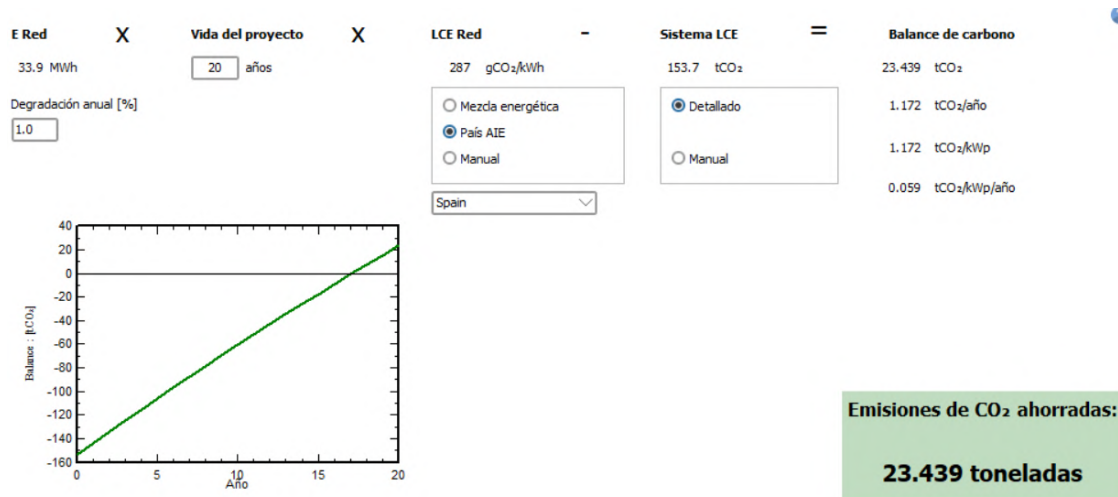 E Red X Vida del proyecto X LCE Red - Sistema LCE = Balance de carbono
33.9 MWh 20 años 287 gCO₂/kWh 153.7 tCO₂ 23.439 tCO₂
Degradación anual [%]
1.0
Mezcla energética
País AIE
Manual
Spain
Detallado
Manual
1.172 tCO₂/año
1.172 tCO₂/kWp
0.059 tCO₂/kWp/año
40
20
0
-20
-40
-60
-80
-100
-120
-140
-160
Balance : [tCO₂]
0 5 10 15 20
Año
Emisiones de CO₂ ahorradas:
23.439 toneladas